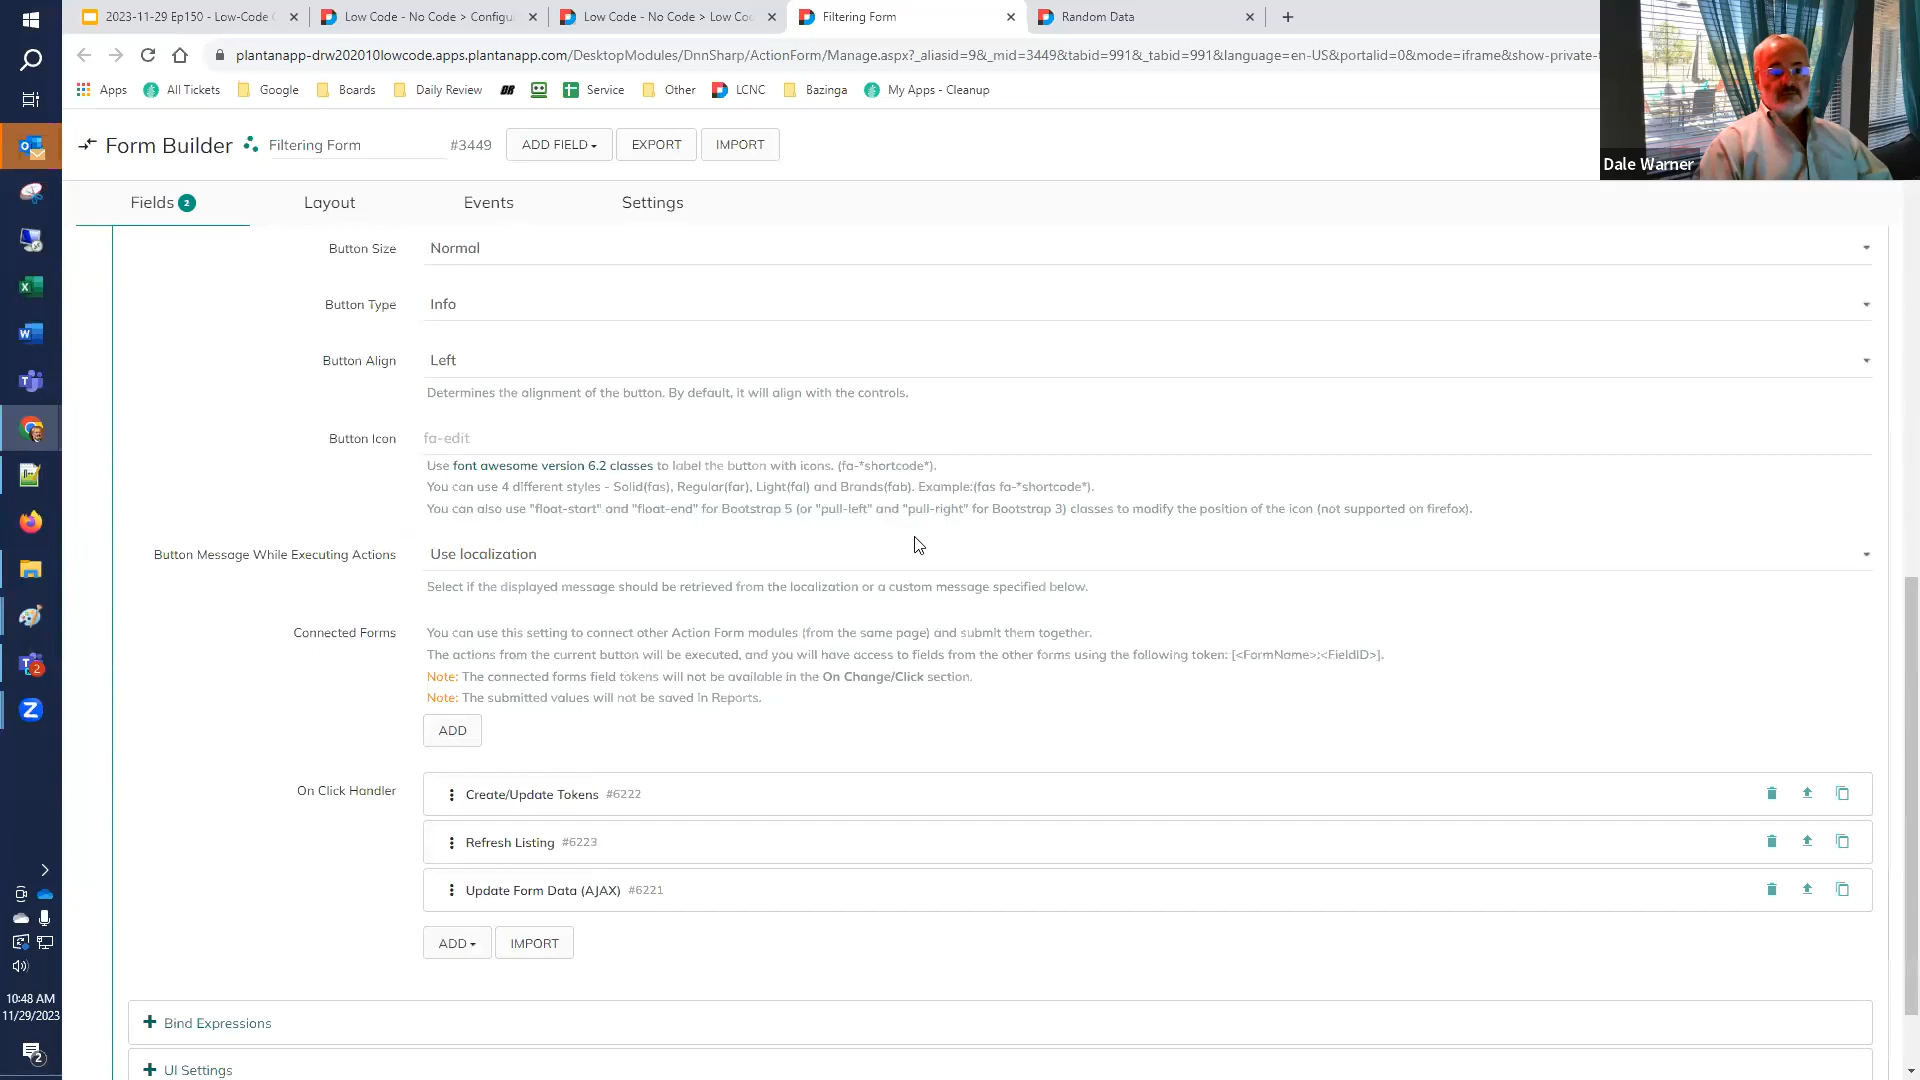 2023-11-29 Ep150 - Low-Code
Low Code - No Code > Configu
Low Code - No Code > Low Co
Filtering Form
Random Data
plantanapp-drw202010lowcode.apps.plantanapp.com/DesktopModules/DnnSharp/ActionForm/Manage.aspx?_aliasid=9&_mid=3449&tabid=991&_tabid=991&language=en-US&portalid=0&mode=iframe&show-private-
Apps
All Tickets
Google
Boards
Daily Review
Service
Other
LCNC
Bazinga
My Apps - Cleanup
Dale Warner
Form Builder
Filtering Form
#3449
ADD FIELD
EXPORT
IMPORT
Fields 2
Layout
Events
Settings
Button Size
Normal
Button Type
Info
Button Align
Left
Determines the alignment of the button. By default, it will align with the controls.
Button Icon
fa-edit
Use font awesome version 6.2 classes to label the button with icons. (fa-*shortcode*).
You can use 4 different styles - Solid(fas), Regular(far), Light(fal) and Brands(fab). Example:(fas fa-*shortcode*).
You can also use "float-start" and "float-end" for Bootstrap 5 (or "pull-left" and "pull-right" for Bootstrap 3) classes to modify the position of the icon (not supported on firefox).
Button Message While Executing Actions
Use localization
Select if the displayed message should be retrieved from the localization or a custom message specified below.
Connected Forms
You can use this setting to connect other Action Form modules (from the same page) and submit them together.
The actions from the current button will be executed, and you will have access to fields from the other forms using the following token: [<FormName>:<FieldID>].
Note: The connected forms field tokens will not be available in the On Change/Click section.
Note: The submitted values will not be saved in Reports.
ADD
On Click Handler
Create/Update Tokens #6222
Refresh Listing #6223
Update Form Data (AJAX) #6221
ADD
IMPORT
Bind Expressions
UI Settings
10:48 AM
11/29/2023
2